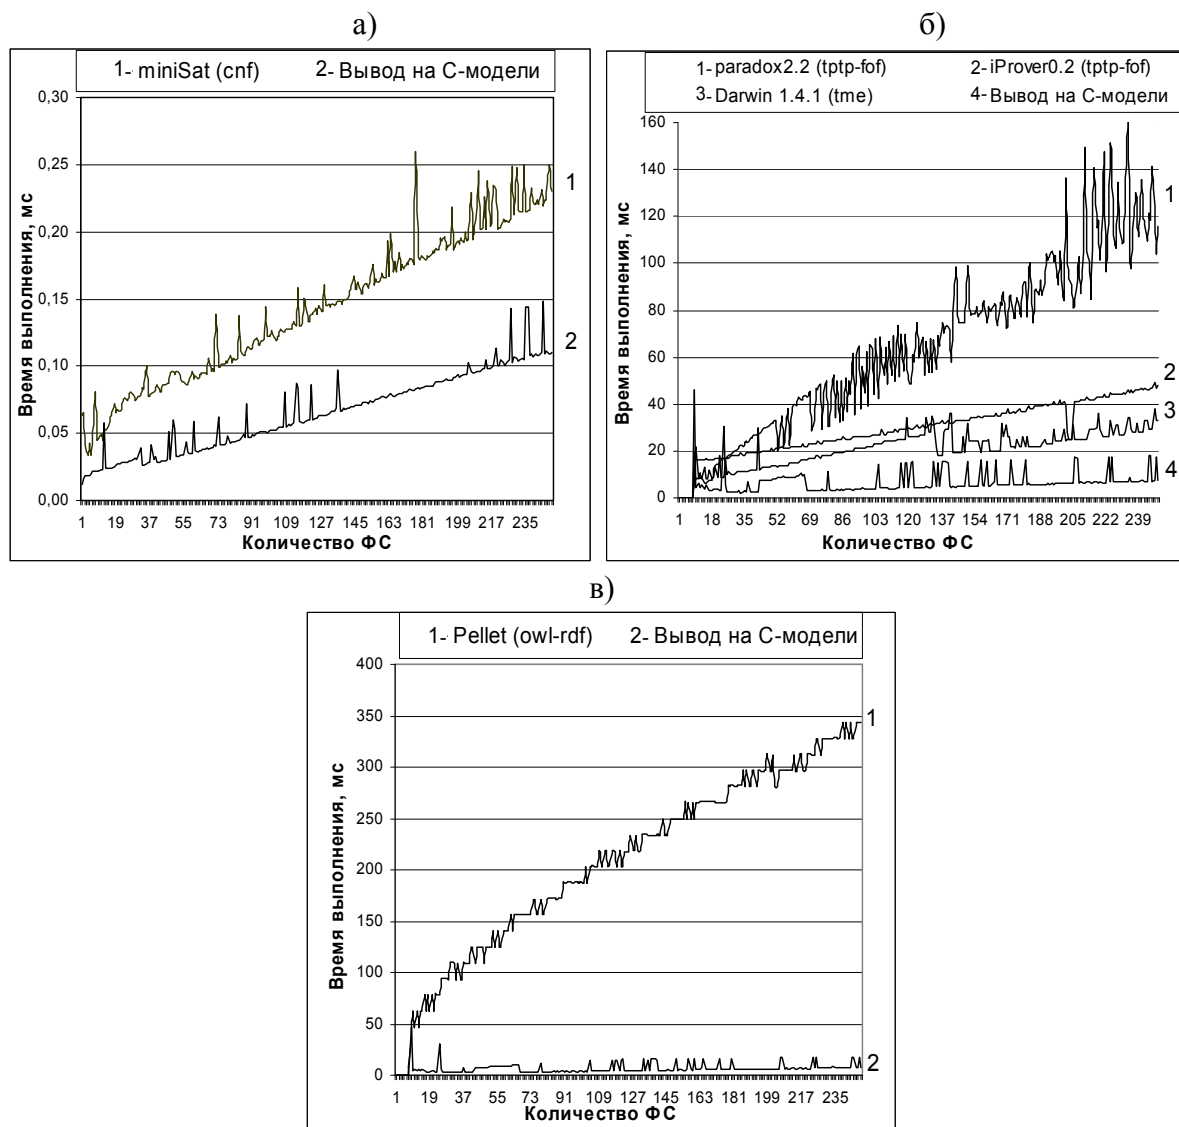 а)
1- miniSat (cnf) 2- Вывод на С-модели
Время выполнения, мс
0,30
0,25
0,20
0,15
0,10
0,05
0,00
1
2
1 19 37 55 73 91 109 127 145 163 181 199 217 235
Количество ФС
б)
1- paradox2.2 (tptp-fof) 2- iProver0.2 (tptp-fof)
3- Darwin 1.4.1 (tme) 4- Вывод на С-модели
Время выполнения, мс
160
140
120
100
80
60
40
20
0
1
2
3
4
1 18 35 52 69 86 103 120 137 154 171 188 205 222 239
Количество ФС
в)
1- Pellet (owl-rdf) 2- Вывод на С-модели
Время выполнения, мс
400
350
300
250
200
150
100
50
0
1
2
1 19 37 55 73 91 109 127 145 163 181 199 217 235
Количество ФС